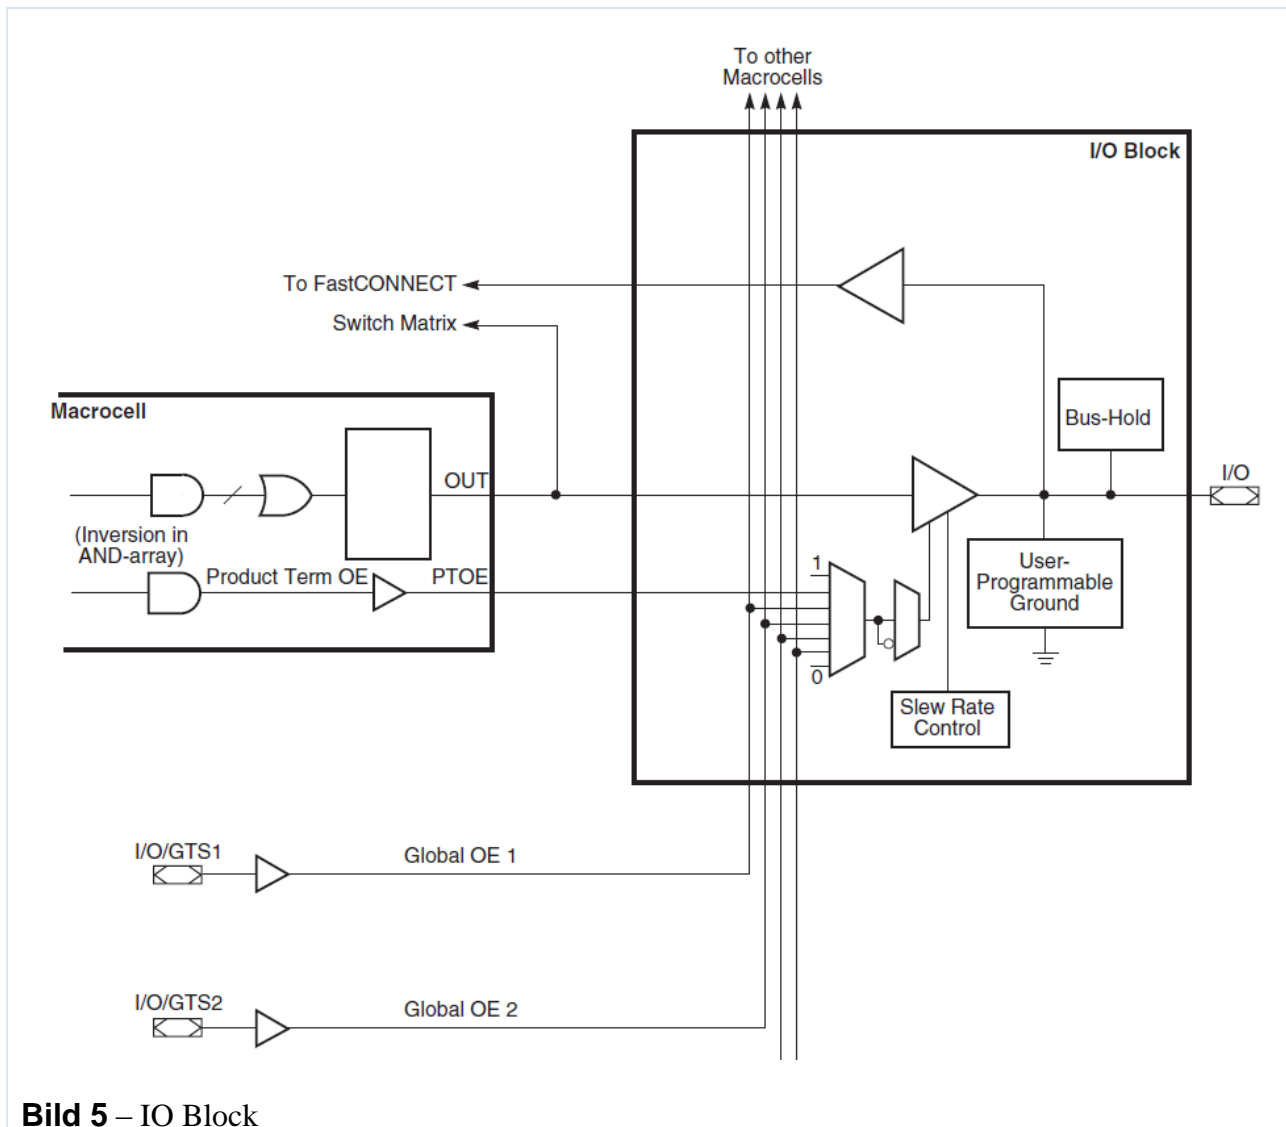 To other
Macrocells
I/O Block
To FastCONNECT
Switch Matrix
Macrocell
Bus-Hold
OUT
I/O
(Inversion in
AND-array)
Product Term OE
PTOE
1
User-
Programmable
Ground
0
Slew Rate
Control
I/O/GTS1
Global OE 1
I/O/GTS2
Global OE 2
Bild 5 – IO Block